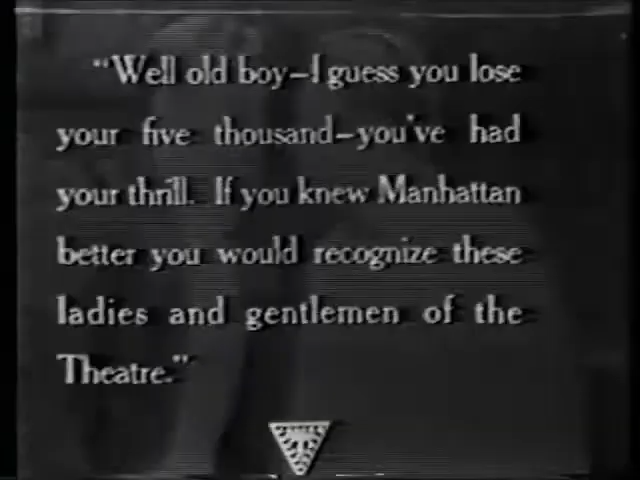 "Well old boy—I guess you lose
your five thousand—you've had
your thrill. If you knew Manhattan
better you would recognize these
ladies and gentlemen of the
Theatre."